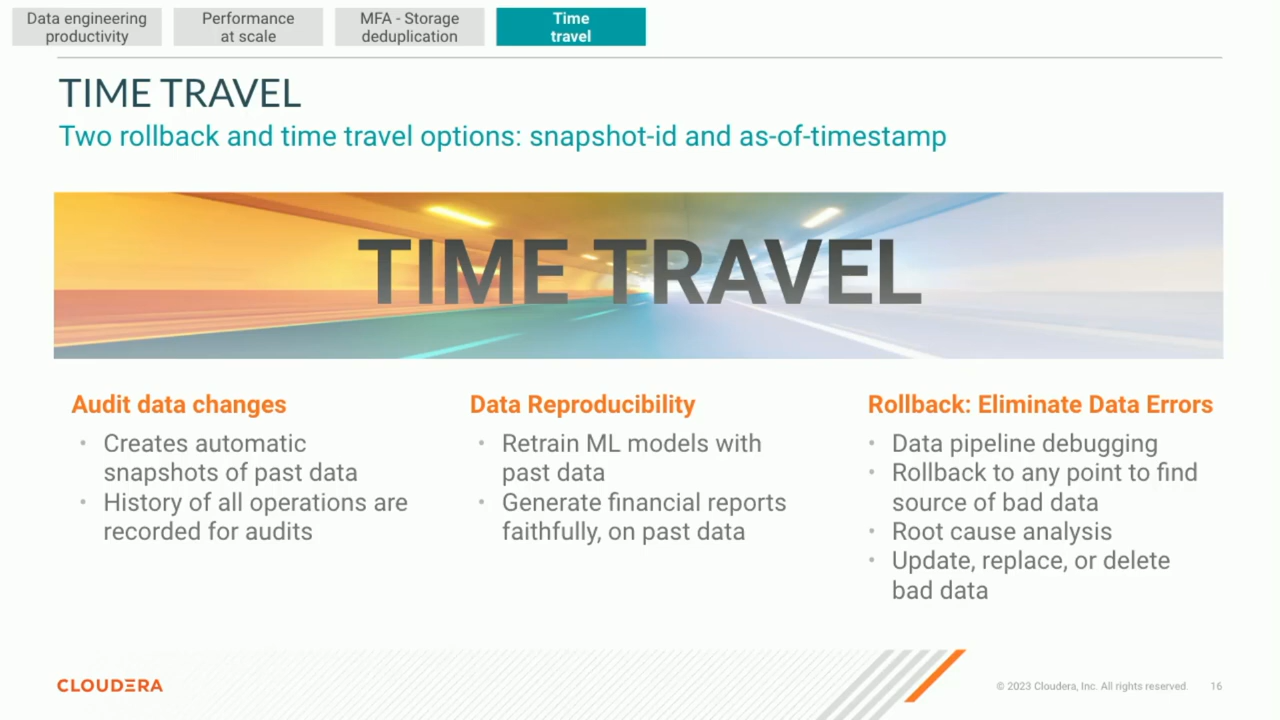 Data engineering
productivity
Performance
at scale
MFA - Storage
deduplication
Time
travel
TIME TRAVEL
Two rollback and time travel options: snapshot-id and as-of-timestamp
TIME TRAVEL
Audit data changes
• Creates automatic
snapshots of past data
• History of all operations are
recorded for audits
Data Reproducibility
• Retrain ML models with
past data
• Generate financial reports
faithfully, on past data
Rollback: Eliminate Data Errors
• Data pipeline debugging
• Rollback to any point to find
source of bad data
• Root cause analysis
• Update, replace, or delete
bad data
CLOUDERA
© 2023 Cloudera, Inc. All rights reserved.
16